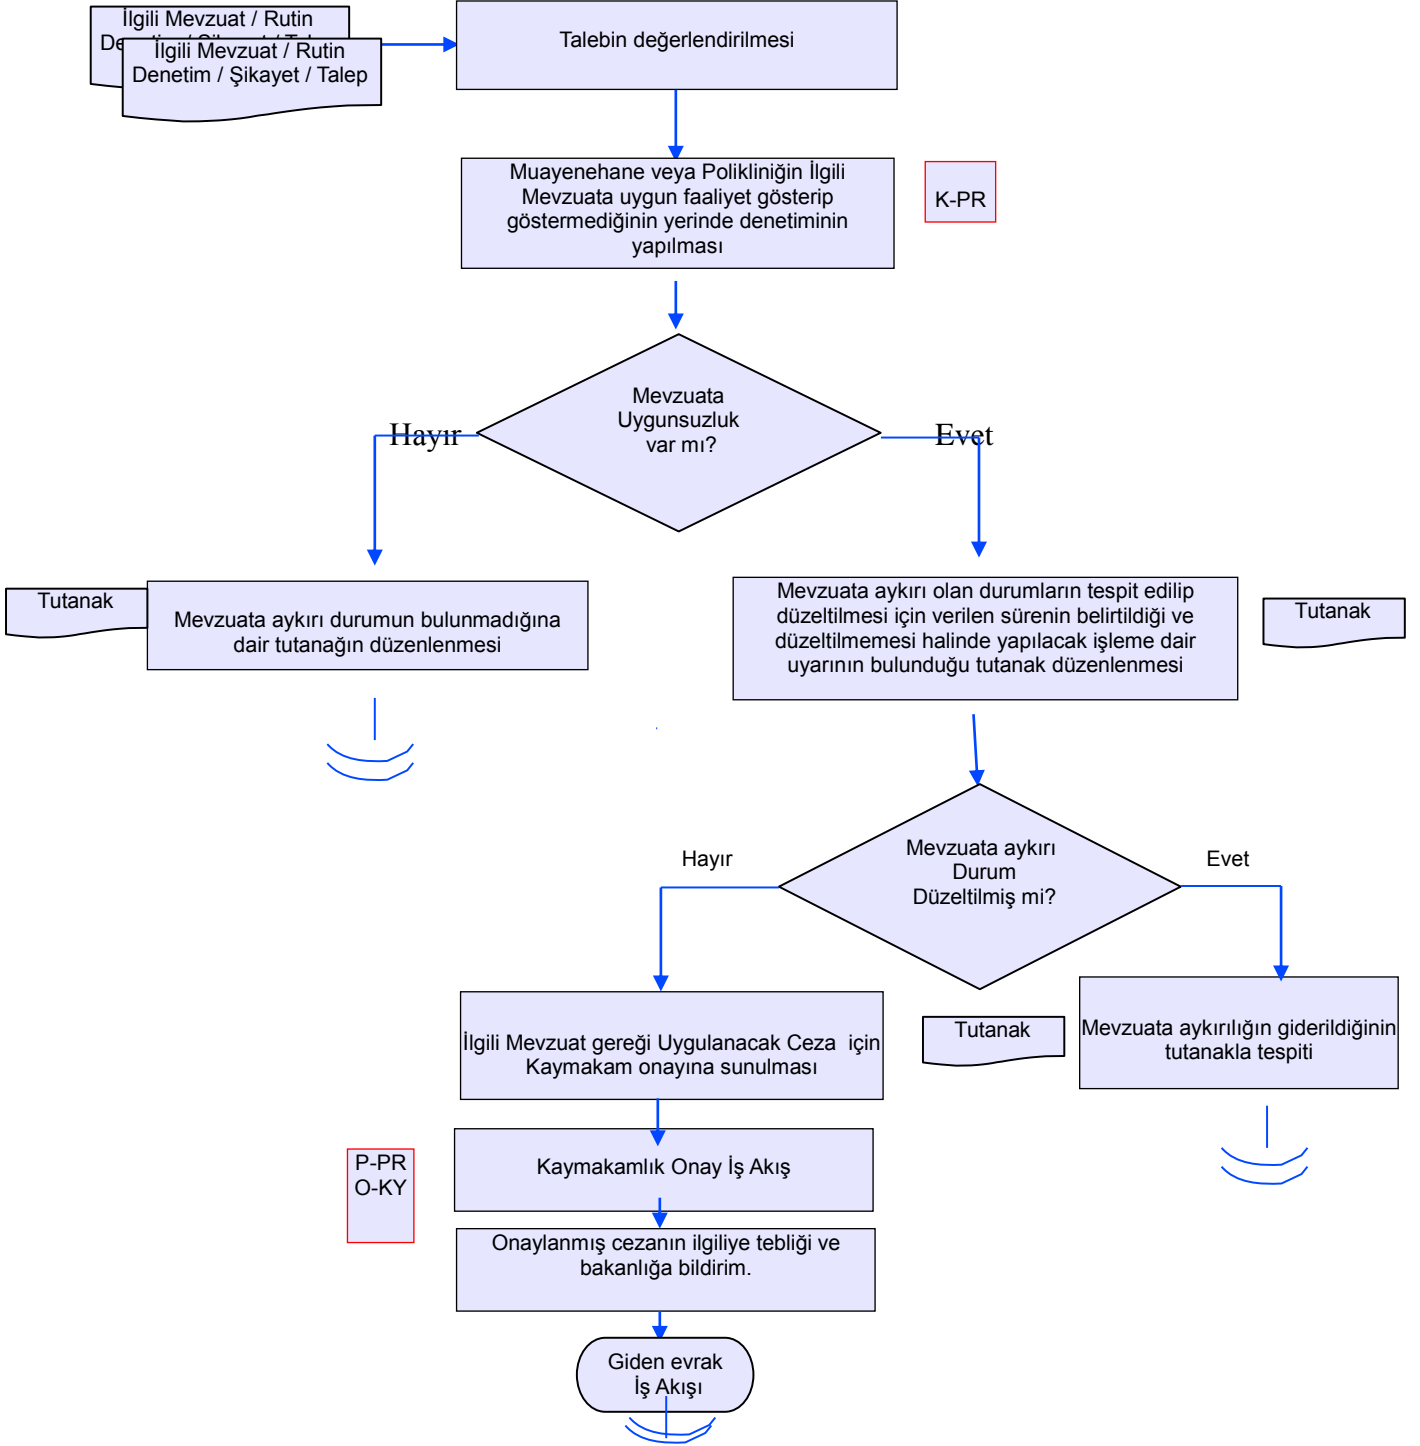 İlgili Mevzuat / Rutin
İlgili Mevzuat / Rutin
Denetim / Şikayet / Talep
Talebin değerlendirilmesi
Muayenehane veya Polikliniğin İlgili
Mevzuata uygun faaliyet gösterip
göstermediğinin yerinde denetiminin
yapılması
K-PR
Mevzuata
Uygunsuzluk
var mı?
Hayır
Evet
Tutanak
Mevzuata aykırı durumun bulunmadığına
dair tutanağın düzenlenmesi
Mevzuata aykırı olan durumların tespit edilip
düzeltilmesi için verilen sürenin belirtildiği ve
düzeltilmemesi halinde yapılacak işleme dair
uyarının bulunduğu tutanak düzenlenmesi
Tutanak
Hayır
Mevzuata aykırı
Durum
Düzeltilmiş mi?
Evet
İlgili Mevzuat gereği Uygulanacak Ceza  için
Kaymakam onayına sunulması
Tutanak
Mevzuata aykırılığın giderildiğinin
tutanakla tespiti
P-PR
O-KY
Kaymakamlık Onay İş Akış
Onaylanmış cezanın ilgiliye tebliği ve
bakanlığa bildirim.
Giden evrak
İş Akışı